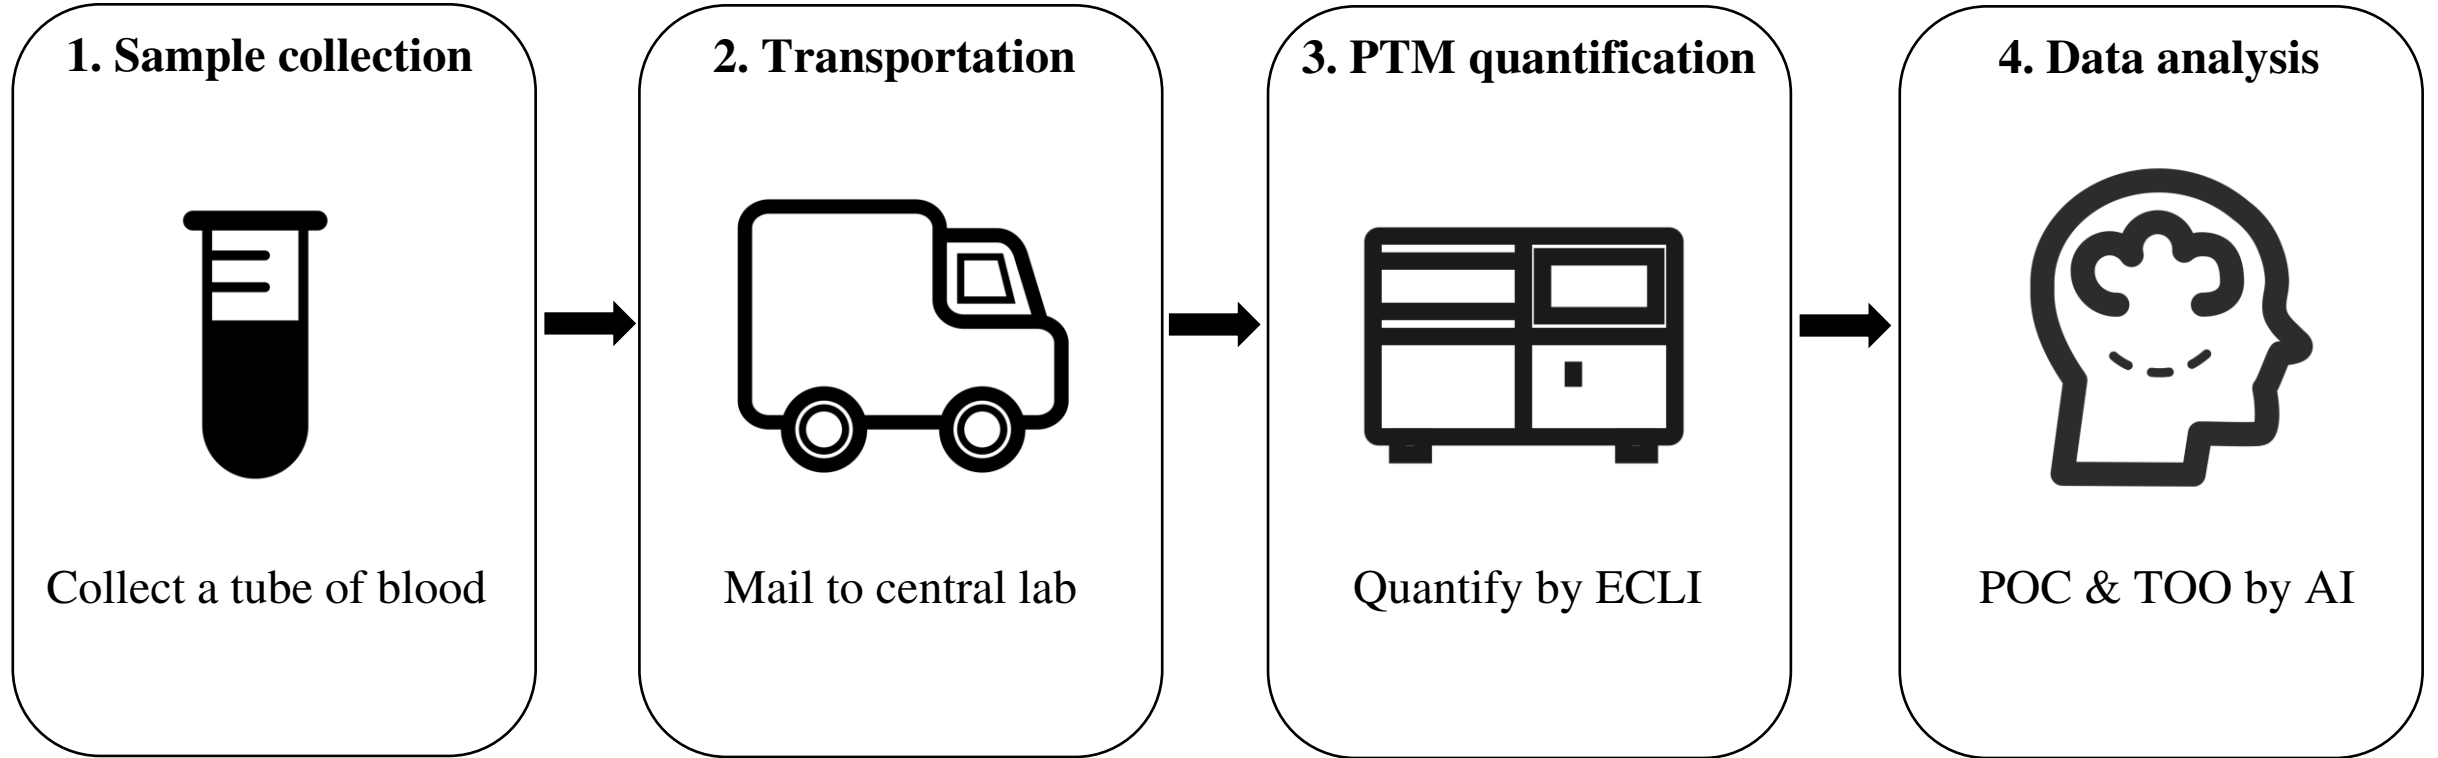 1. Sample collection
Collect a tube of blood
2. Transportation
Mail to central lab
3. PTM quantification
Quantify by ECLI
4. Data analysis
POC & TOO by AI